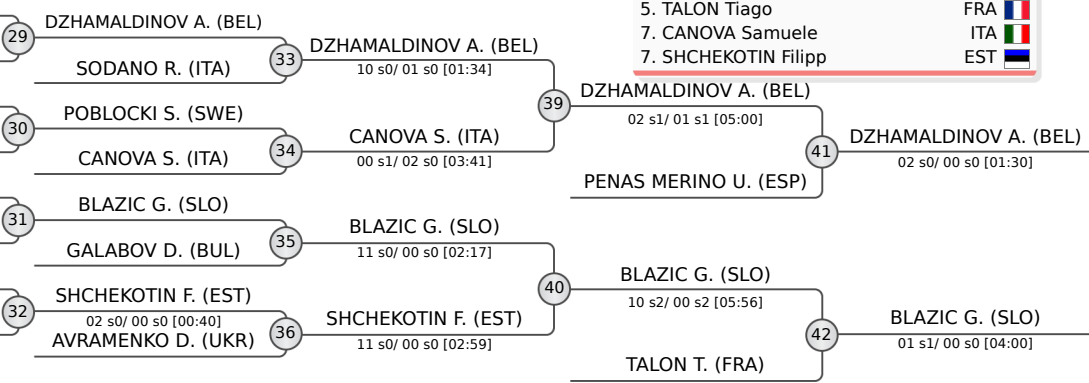 5. TALON Tiago FRA
7. CANOVA Samuele ITA
7. SHCHEKOTIN Filipp EST
29
DZHAMALDINOV A. (BEL)
SODANO R. (ITA)
33
DZHAMALDINOV A. (BEL)
10 s0/ 01 s0 [01:34]
30
POBLOCKI S. (SWE)
CANOVA S. (ITA)
34
CANOVA S. (ITA)
00 s1/ 02 s0 [03:41]
39
DZHAMALDINOV A. (BEL)
02 s1/ 01 s1 [05:00]
PENAS MERINO U. (ESP)
41
DZHAMALDINOV A. (BEL)
02 s0/ 00 s0 [01:30]
31
BLAZIC G. (SLO)
GALABOV D. (BUL)
35
BLAZIC G. (SLO)
11 s0/ 00 s0 [02:17]
32
SHCHEKOTIN F. (EST)
02 s0/ 00 s0 [00:40]
AVRAMENKO D. (UKR)
36
SHCHEKOTIN F. (EST)
11 s0/ 00 s0 [02:59]
40
BLAZIC G. (SLO)
10 s2/ 00 s2 [05:56]
TALON T. (FRA)
42
BLAZIC G. (SLO)
01 s1/ 00 s0 [04:00]